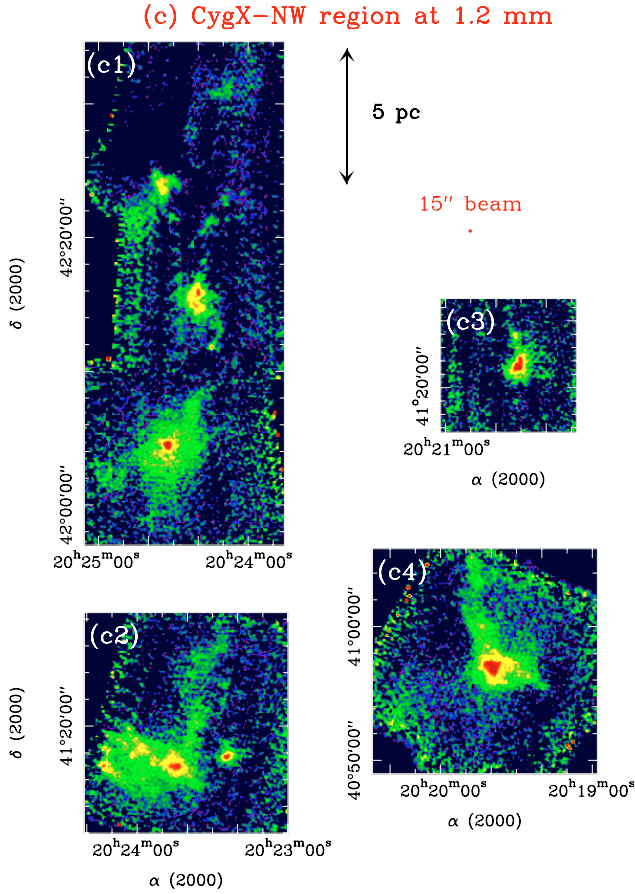 (c) CygX-NW region at 1.2 mm
(c1)
5 pc
15″ beam
42°20′00″
δ (2000)
42°00′00″
20ʰ25ᵐ00ˢ
20ʰ24ᵐ00ˢ
(c3)
41°20′00″
20ʰ21ᵐ00ˢ
α (2000)
(c2)
41°20′00″
δ (2000)
20ʰ24ᵐ00ˢ
20ʰ23ᵐ00ˢ
α (2000)
(c4)
41°00′00″
40°50′00″
20ʰ20ᵐ00ˢ
20ʰ19ᵐ00ˢ
α (2000)